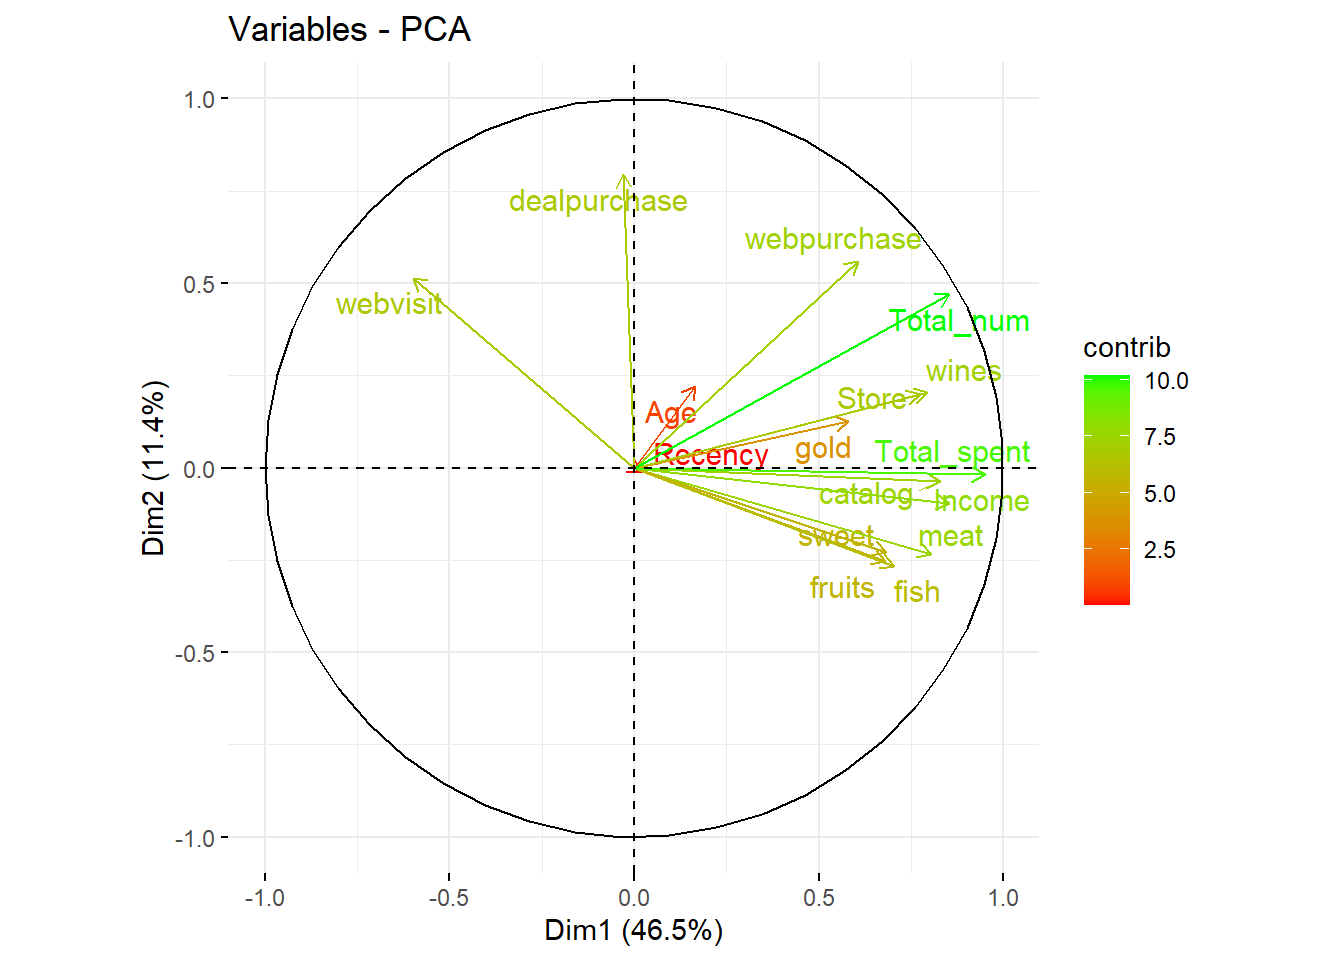 Variables - PCA
1.0
0.5
0.0
-0.5
-1.0
Dim2 (11.4%)
dealpurchase
webpurchase
webvisit
Total_num
wines
Store
Age
gold
Recency
Total_spent
catalog
Income
sweet
meat
fruits
fish
-1.0
-0.5
0.0
0.5
1.0
Dim1 (46.5%)
contrib
10.0
7.5
5.0
2.5